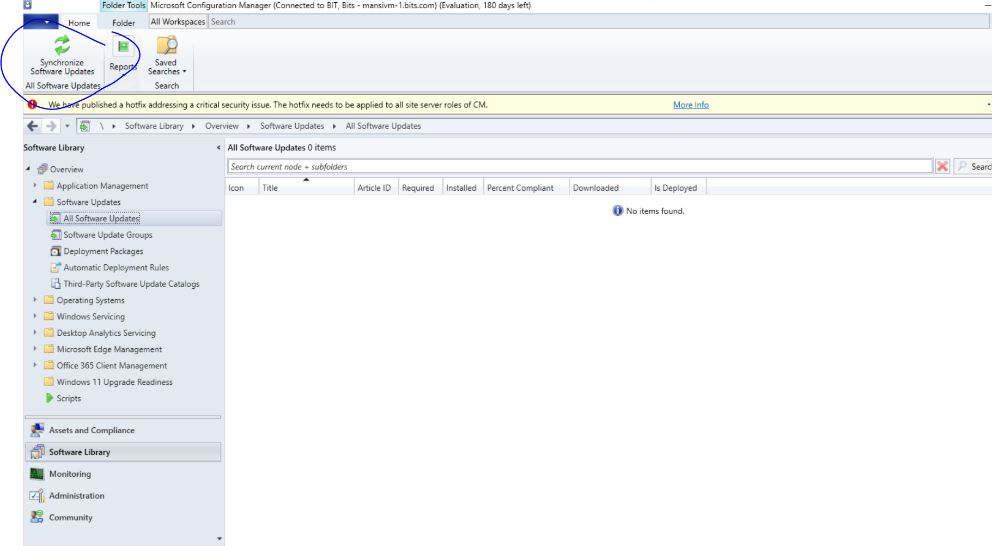 Folder Tools Microsoft Configuration Manager (Connected to BIT, Bits - mansivm-1.bits.com) (Evaluation, 180 days left)
Home Folder All Workspaces Search
Synchronize
Software Updates
Reports
Saved
Searches
All Software Updates Search
We have published a hotfix addressing a critical security issue. The hotfix needs to be applied to all site server roles of CM. More Info
\ Software Library Overview Software Updates All Software Updates
Software Library
All Software Updates 0 items
Search current node + subfolders
Search
Icon Title Article ID Required Installed Percent Compliant Downloaded Is Deployed
No items found.
Overview
Application Management
Software Updates
All Software Updates
Software Update Groups
Deployment Packages
Automatic Deployment Rules
Third-Party Software Update Catalogs
Operating Systems
Windows Servicing
Desktop Analytics Servicing
Microsoft Edge Management
Office 365 Client Management
Windows 11 Upgrade Readiness
Scripts
Assets and Compliance
Software Library
Monitoring
Administration
Community